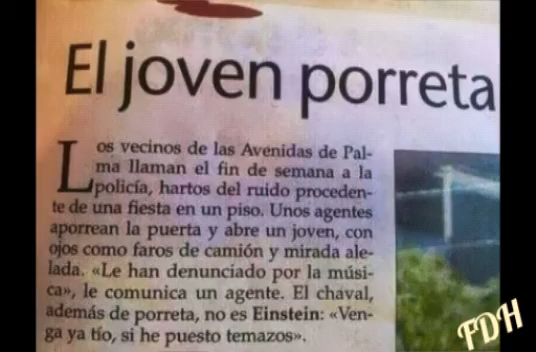 El joven porreta
Los vecinos de las Avenidas de Pal-
ma llaman el fin de semana a la
policía, hartos del ruido proceden-
te de una fiesta en un piso. Unos agentes
aporrean la puerta y abre un joven, con
ojos como faros de camión y mirada ale-
lada. «Le han denunciado por la músi-
ca», le comunica un agente. El chaval,
además de porreta, no es Einstein: «Ven-
ga ya tío, si he puesto temazos».
FDH